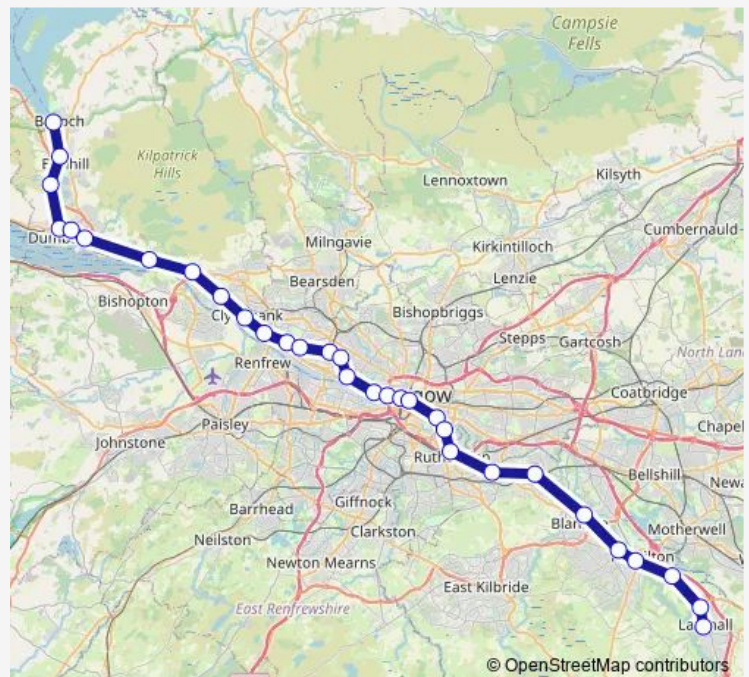 Campsie
Fells
Kilpatrick
Hills
Lennoxtown
Kilsyth
Cumbernauld
Milngavie
Kirkintilloch
Lenzie
Bearsden
Bishopton
Bishopbriggs
Stepps
Gartcosh
Renfrew
North Lan
Coatbridge
Paisley
Chapel
Johnstone
Bellshill
Giffnock
Barrhead
Clarkston
Motherwell
Neilston
Newton Mearns
East Kilbride
East Renfrewshire
© OpenStreetMap contributors